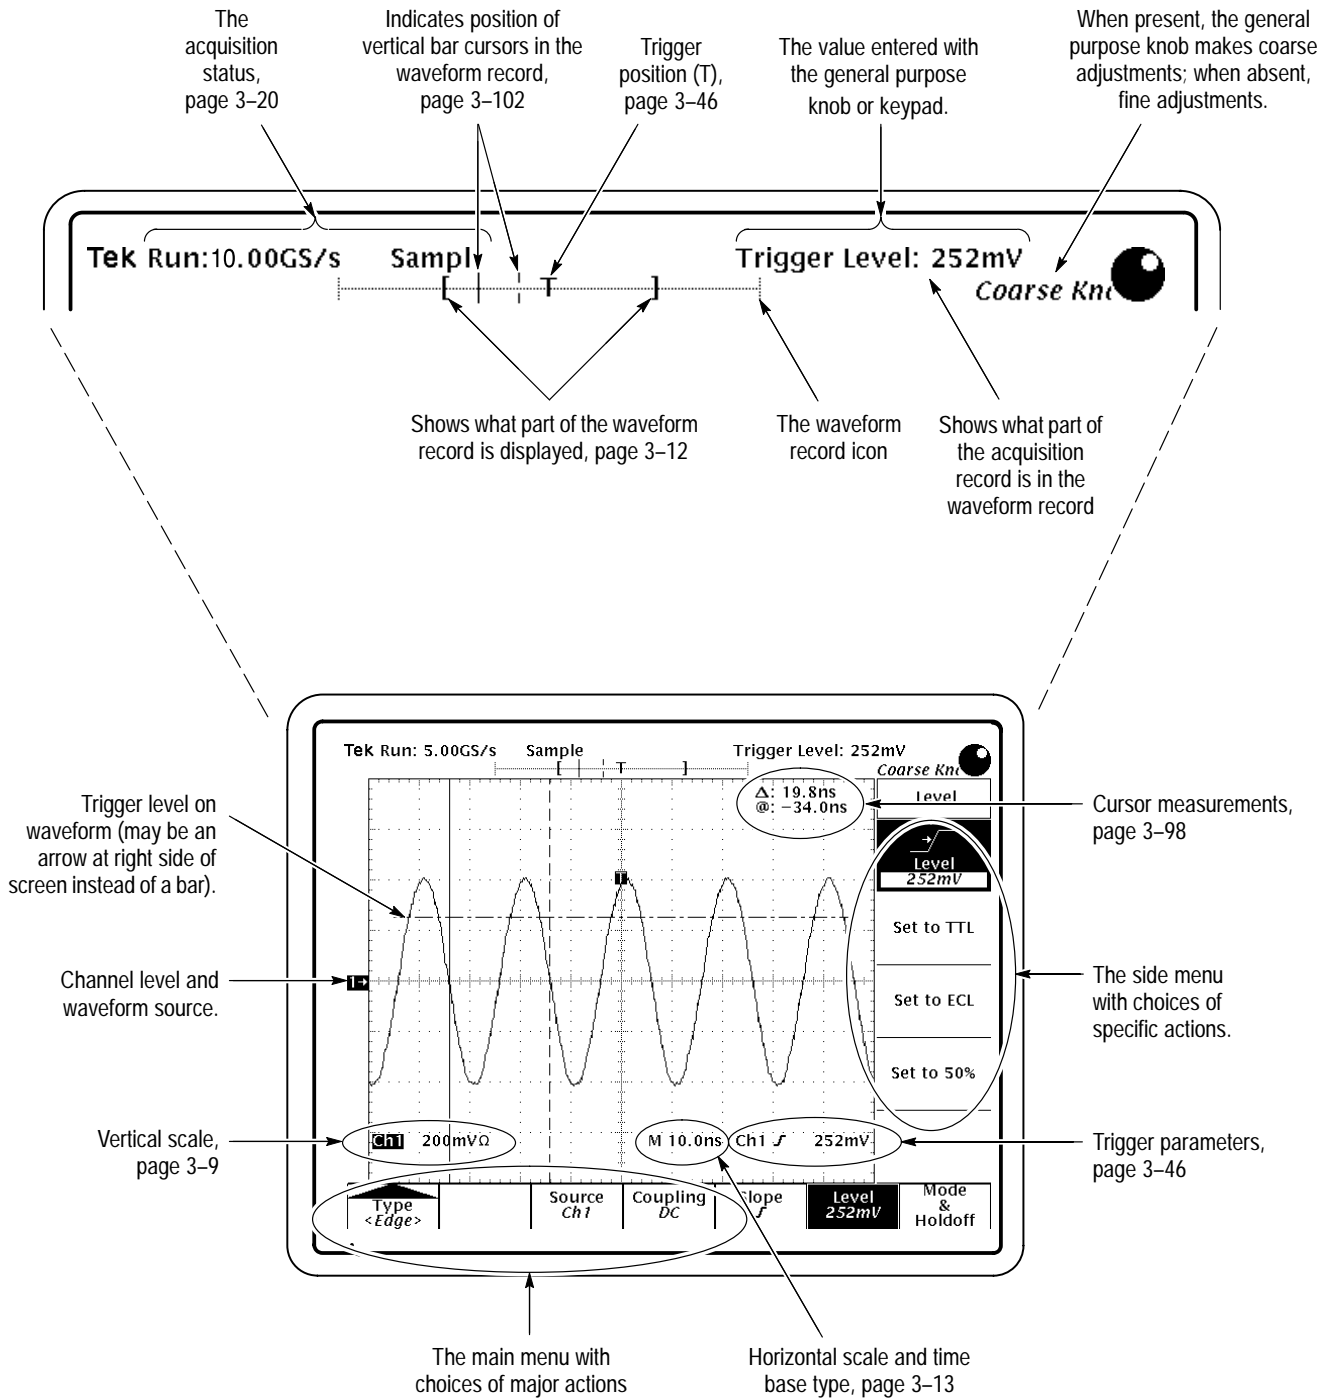 The
acquisition
status,
page 3–20
Indicates position of
vertical bar cursors in the
waveform record,
page 3–102
Trigger
position (T),
page 3–46
The value entered with
the general purpose
knob or keypad.
When present, the general
purpose knob makes coarse
adjustments; when absent,
fine adjustments.
Tek Run:10.00GS/s Sampl Trigger Level: 252mV
[ T ]
Coarse Kn
Shows what part of the waveform
record is displayed, page 3–12
The waveform
record icon
Shows what part of
the acquisition
record is in the
waveform record
Tek Run: 5.00GS/s Sample Trigger Level: 252mV
[ T ]
Coarse Kn
Δ: 19.8ns
@: −34.0ns
Level
Level
252mV
Set to TTL
Set to ECL
Set to 50%
T
1→
Trigger level on
waveform (may be an
arrow at right side of
screen instead of a bar).
Channel level and
waveform source.
Vertical scale,
page 3–9
Cursor measurements,
page 3–98
The side menu
with choices of
specific actions.
Trigger parameters,
page 3–46
Ch1 200mVΩ M 10.0ns Ch1 252mV
Type
<Edge>
Source
Ch1
Coupling
DC
Slope
Level
252mV
Mode
&
Holdoff
The main menu with
choices of major actions
Horizontal scale and time
base type, page 3–13